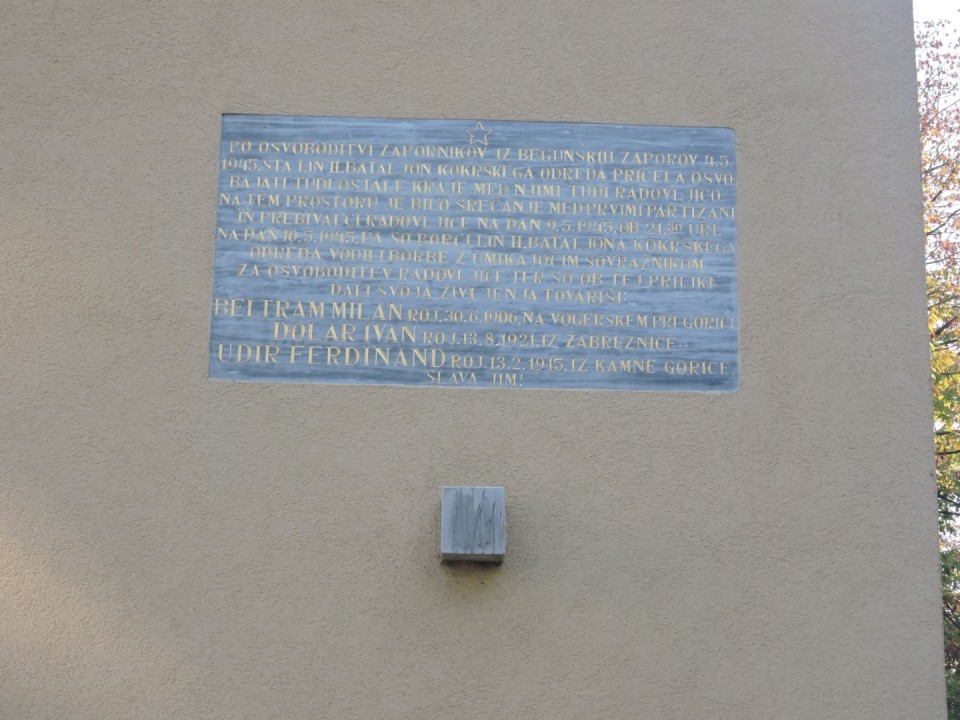 PO OSVOBODITVI ZAPORNIKOV IZ BEGUNSKIH ZAPOROV 4.5.
1945. STA I. IN II. BATALJON KOKRŠKEGA ODREDA PRIČELA OSVO
BAJATI TUDI OSTALE KRAJE MED NJIMI TUDI RADOVLJICO.
NA TEM PROSTORU JE BILO SREČANJE MED PRVIMI PARTIZANI
IN PREBIVALCI RADOVLJICE NA DAN 9.5.1945. OB 21.30 URI.
NA DAN 10.5.1945. PA SO BORCI I. IN II. BATALJONA KOKRŠKEGA
ODREDA VODILI BORBE Z UMIKAJOČIM SOVRAŽNIKOM
ZA OSVOBODITEV RADOVLJICE TER SO OB TEJ PRILIKI
DALI SVOJA ŽIVLJENJA TOVARIŠI:
BELTRAM MILAN ROJ. 30.6.1906. NA VOGERSKEM PRI GORICI
DOLAR IVAN ROJ. 13.8.1921. IZ ŽABREZNICE
UDIR FERDINAND ROJ. 13.2.1915. IZ KAMNE GORICE
SLAVA JIM!